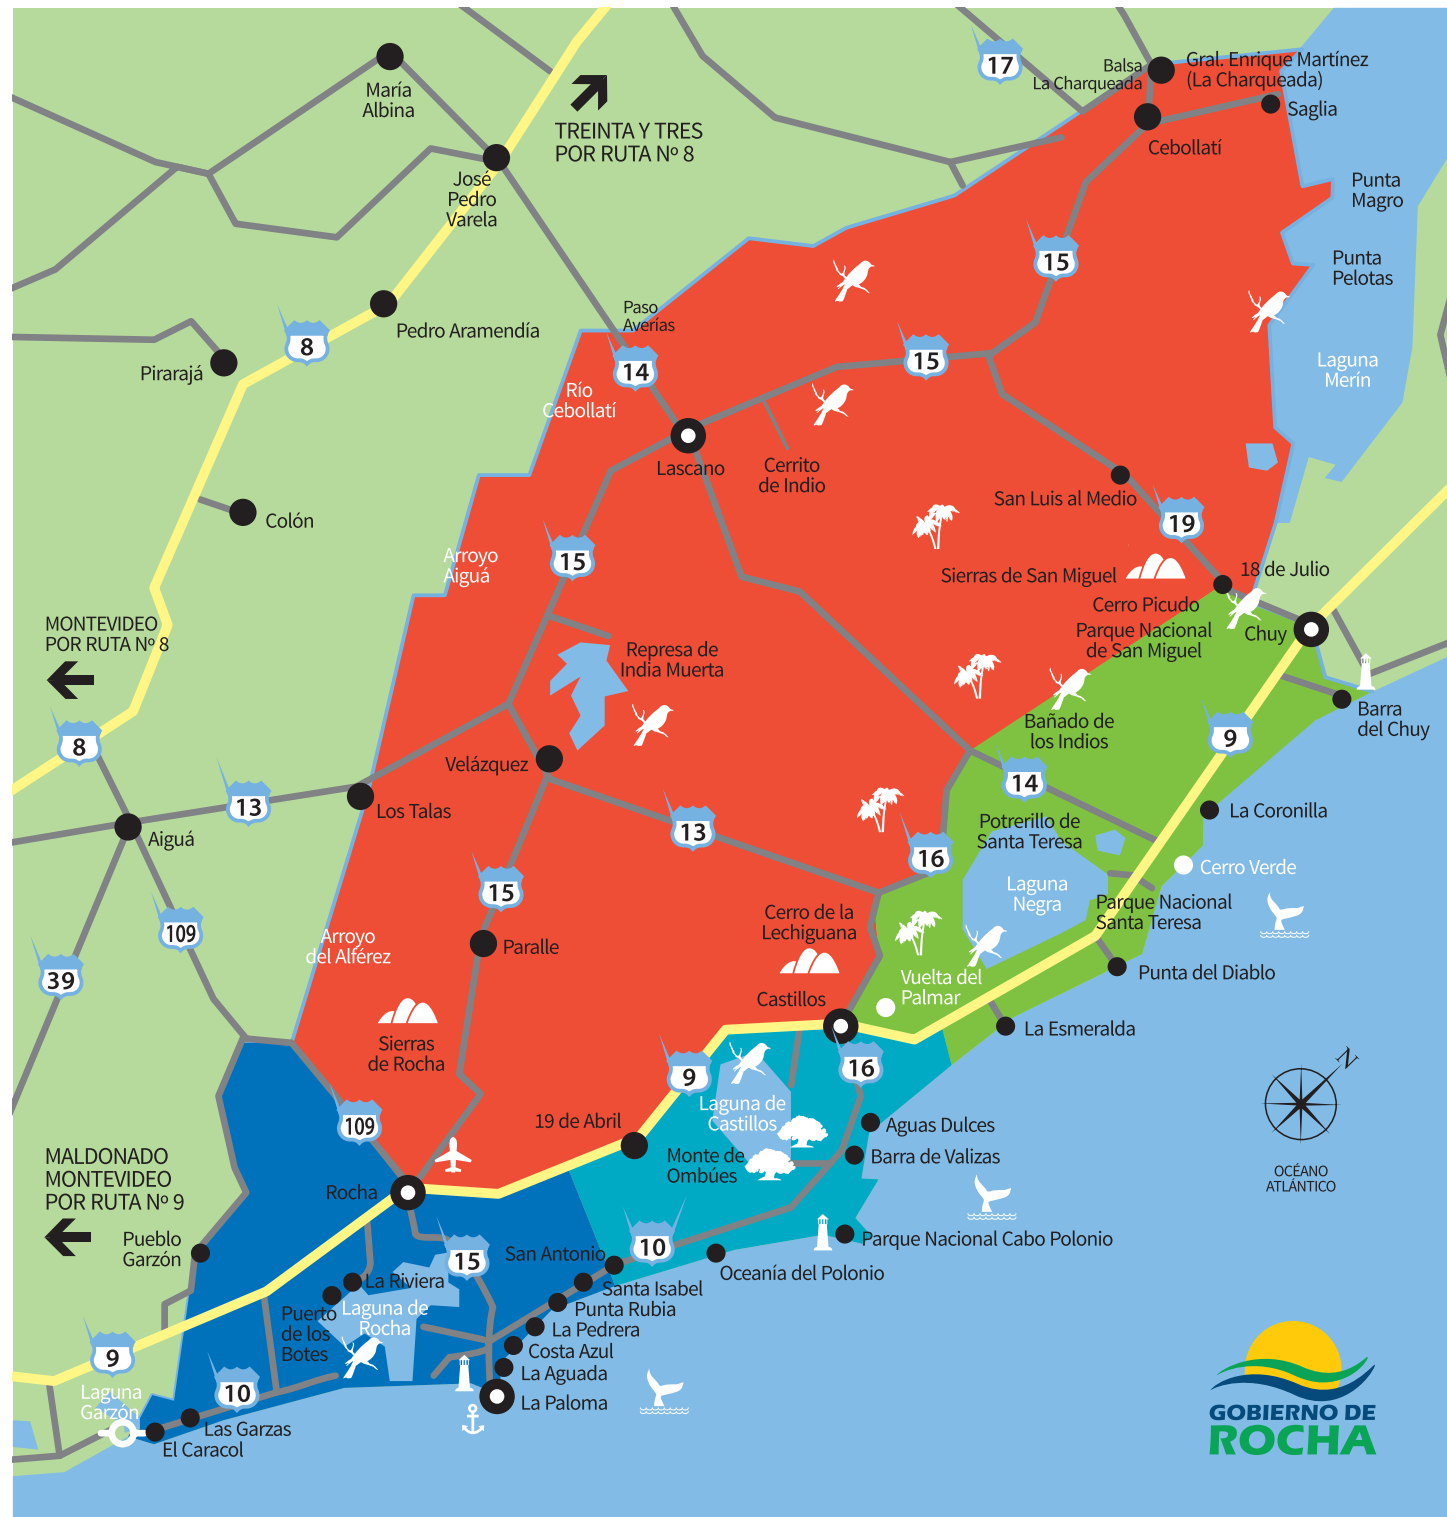 17
Balsa
La Charqueada
Gral. Enrique Martínez
(La Charqueada)
Saglia
María
Albina
TREINTA Y TRES
POR RUTA Nº 8
Cebollatí
José
Pedro
Varela
Punta
Magro
15
Punta
Pelotas
Paso
Averías
Pedro Aramendía
8
Pirarajá
14
15
Laguna
Merín
Río
Cebollatí
Lascano
Cerrito
de Indio
San Luis al Medio
Colón
19
Arroyo
Aiguá
15
Sierras de San Miguel
18 de Julio
Cerro Picudo
Parque Nacional
de San Miguel
Chuy
MONTEVIDEO
POR RUTA Nº 8
Represa de
India Muerta
Barra
del Chuy
Bañado de
los Indios
9
8
Velázquez
14
13
Los Talas
13
La Coronilla
Aiguá
Potrerillo de
Santa Teresa
16
Cerro Verde
15
Laguna
Negra
Parque Nacional
Santa Teresa
109
Cerro de la
Lechiguana
Arroyo
del Alférez
Paralle
39
Vuelta del
Palmar
Punta del Diablo
Castillos
La Esmeralda
Sierras
de Rocha
9
16
N
109
19 de Abril
Laguna de
Castillos
Aguas Dulces
MALDONADO
MONTEVIDEO
POR RUTA Nº 9
Monte de
Ombúes
Barra de Valizas
OCÉANO
ATLÁNTICO
Rocha
Pueblo
Garzón
15
San Antonio
10
Parque Nacional Cabo Polonio
La Riviera
Oceanía del Polonio
Santa Isabel
Puerto
de los
Botes
Laguna de
Rocha
Punta Rubia
La Pedrera
Costa Azul
9
La Aguada
10
Laguna
Garzón
La Paloma
Las Garzas
El Caracol
GOBIERNO DE
ROCHA